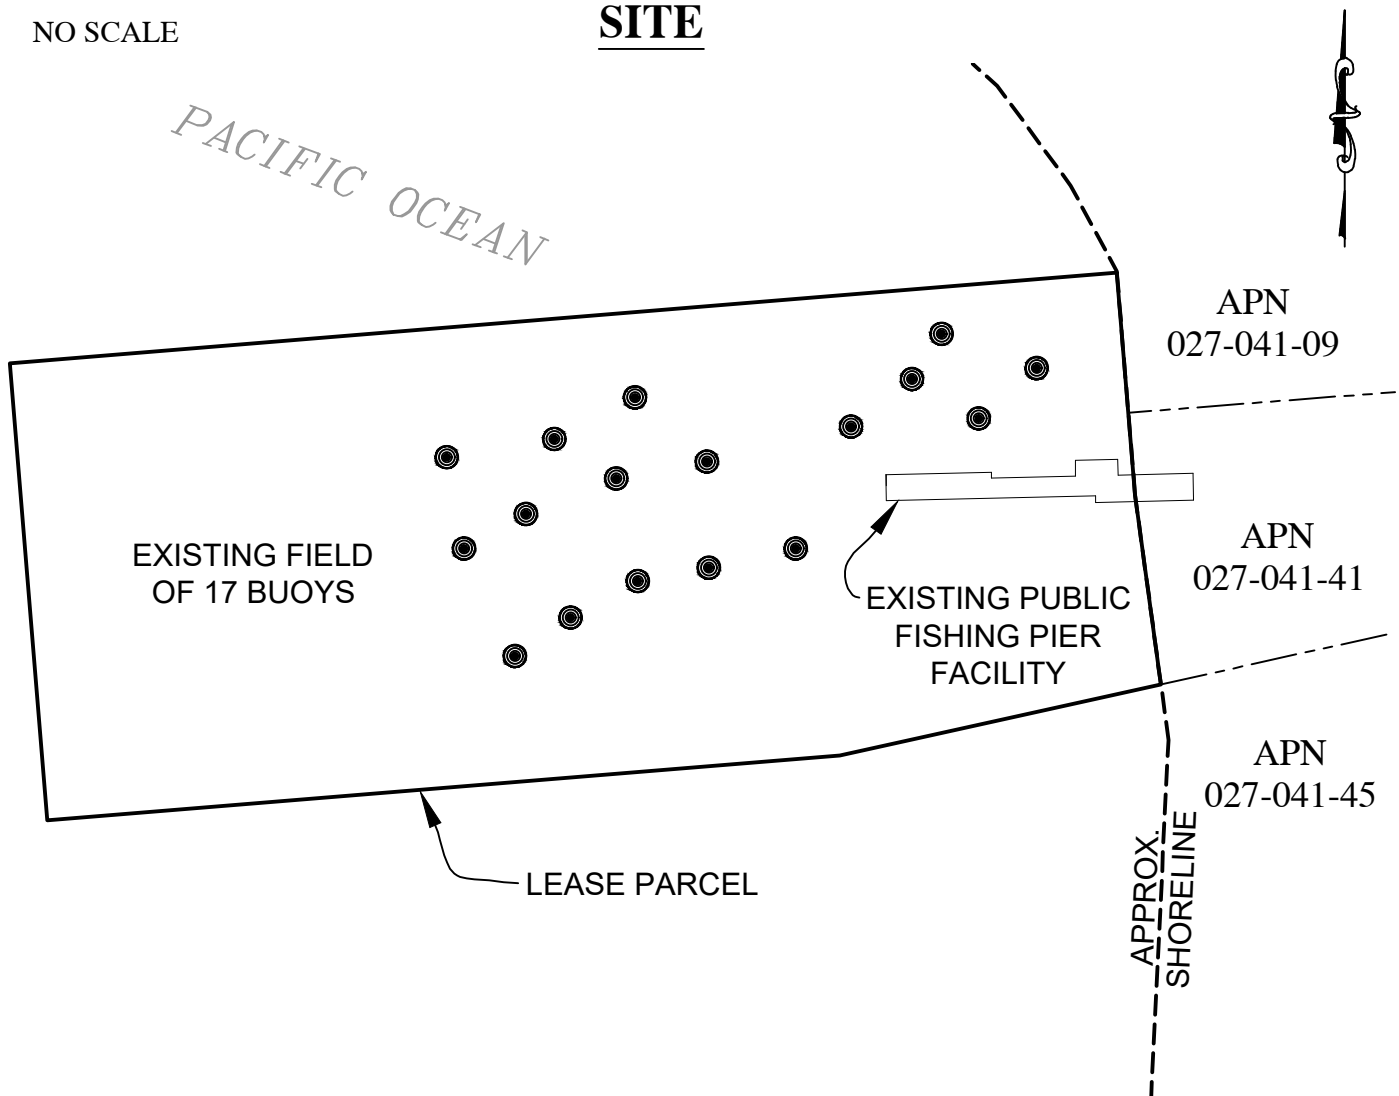 NO SCALE
SITE
PACIFIC OCEAN
APN
027-041-09
EXISTING FIELD
OF 17 BUOYS
APN
027-041-41
EXISTING PUBLIC
FISHING PIER
FACILITY
APN
027-041-45
LEASE PARCEL
APPROX.
SHORELINE